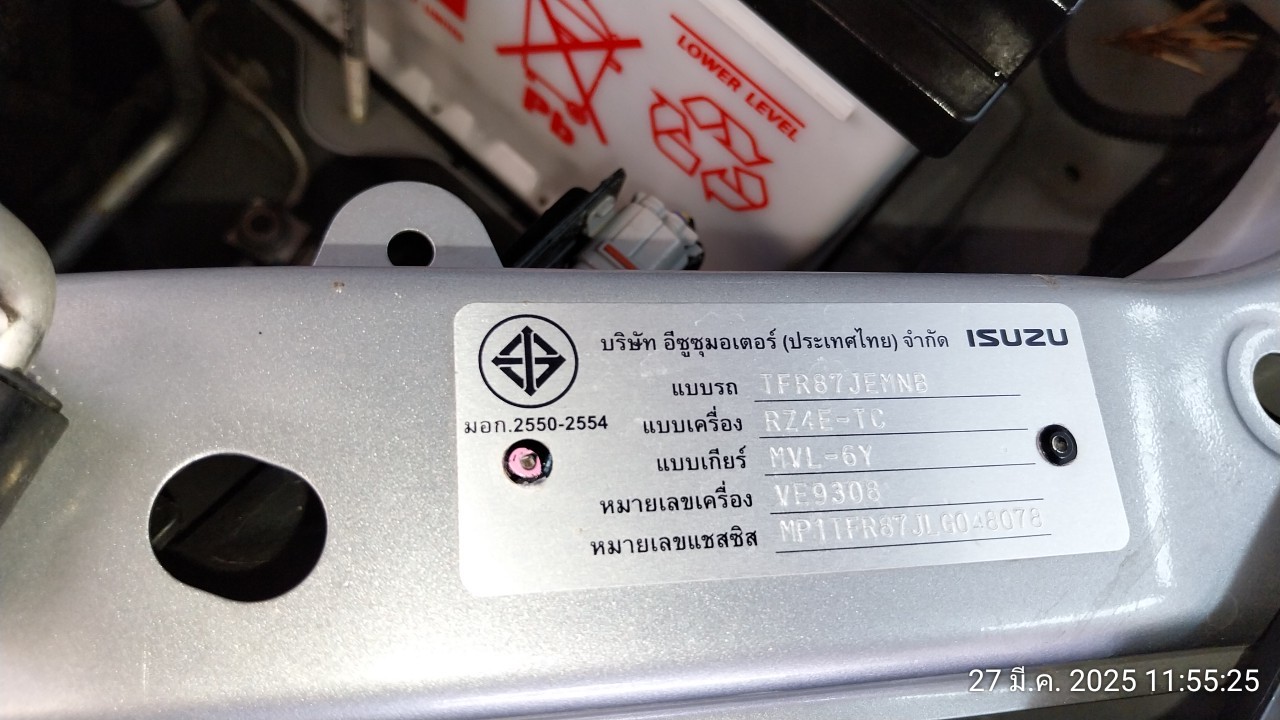 LOWER LEVEL
Pb
บริษัท อีซูซุมอเตอร์ (ประเทศไทย) จำกัด ISUZU
แบบรถ TFR87JEMNB
มอก.2550-2554
แบบเครื่อง RZ4E-TC
แบบเกียร์ MVL-6Y
หมายเลขเครื่อง VE9308
หมายเลขแชสซิส MP1TFR87JLG048078
27 มี.ค. 2025 11:55:25